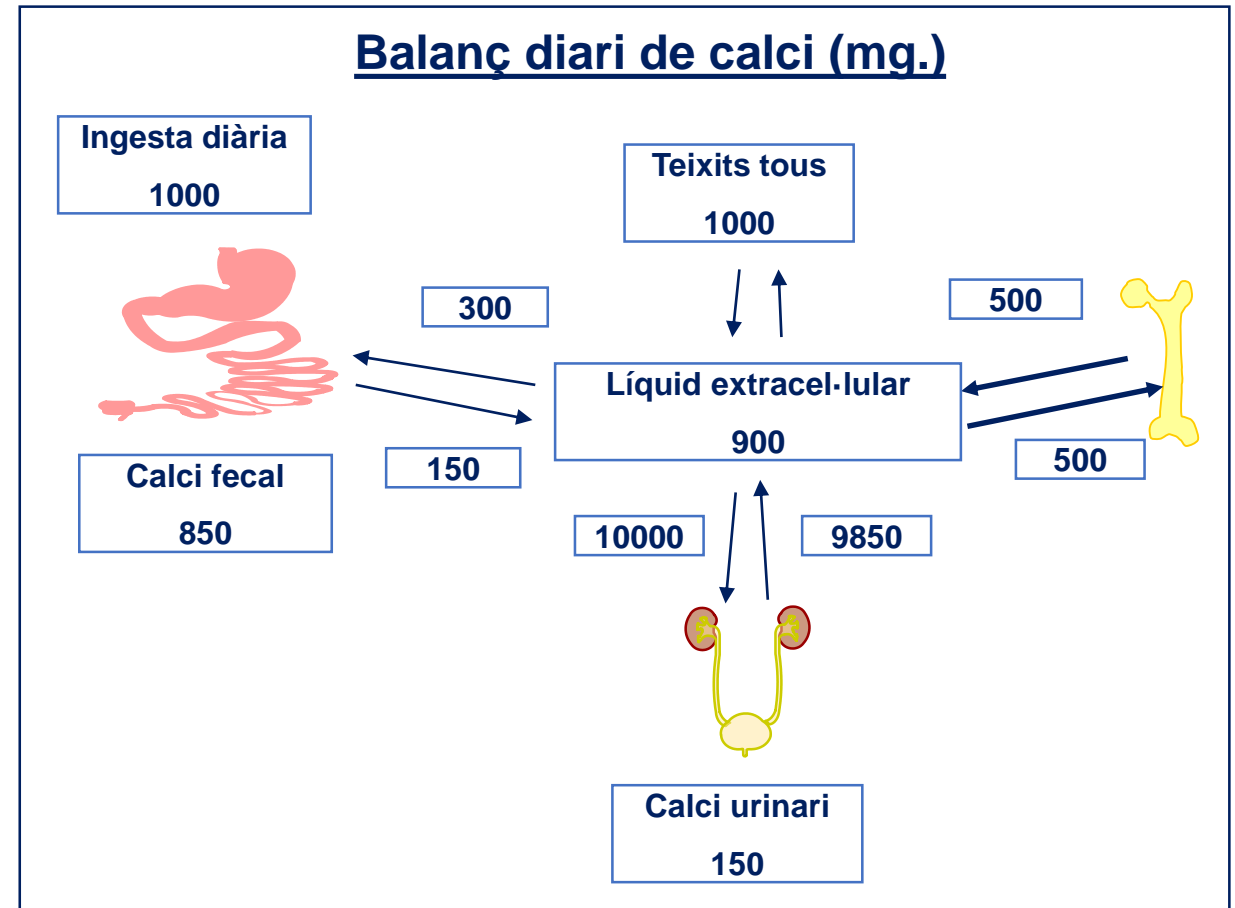 Balanç diari de calci (mg.)
Ingesta diària
1000
Teixits tous
1000
300
500
Líquid extracel·lular
900
150
500
Calci fecal
850
10000
9850
Calci urinari
150